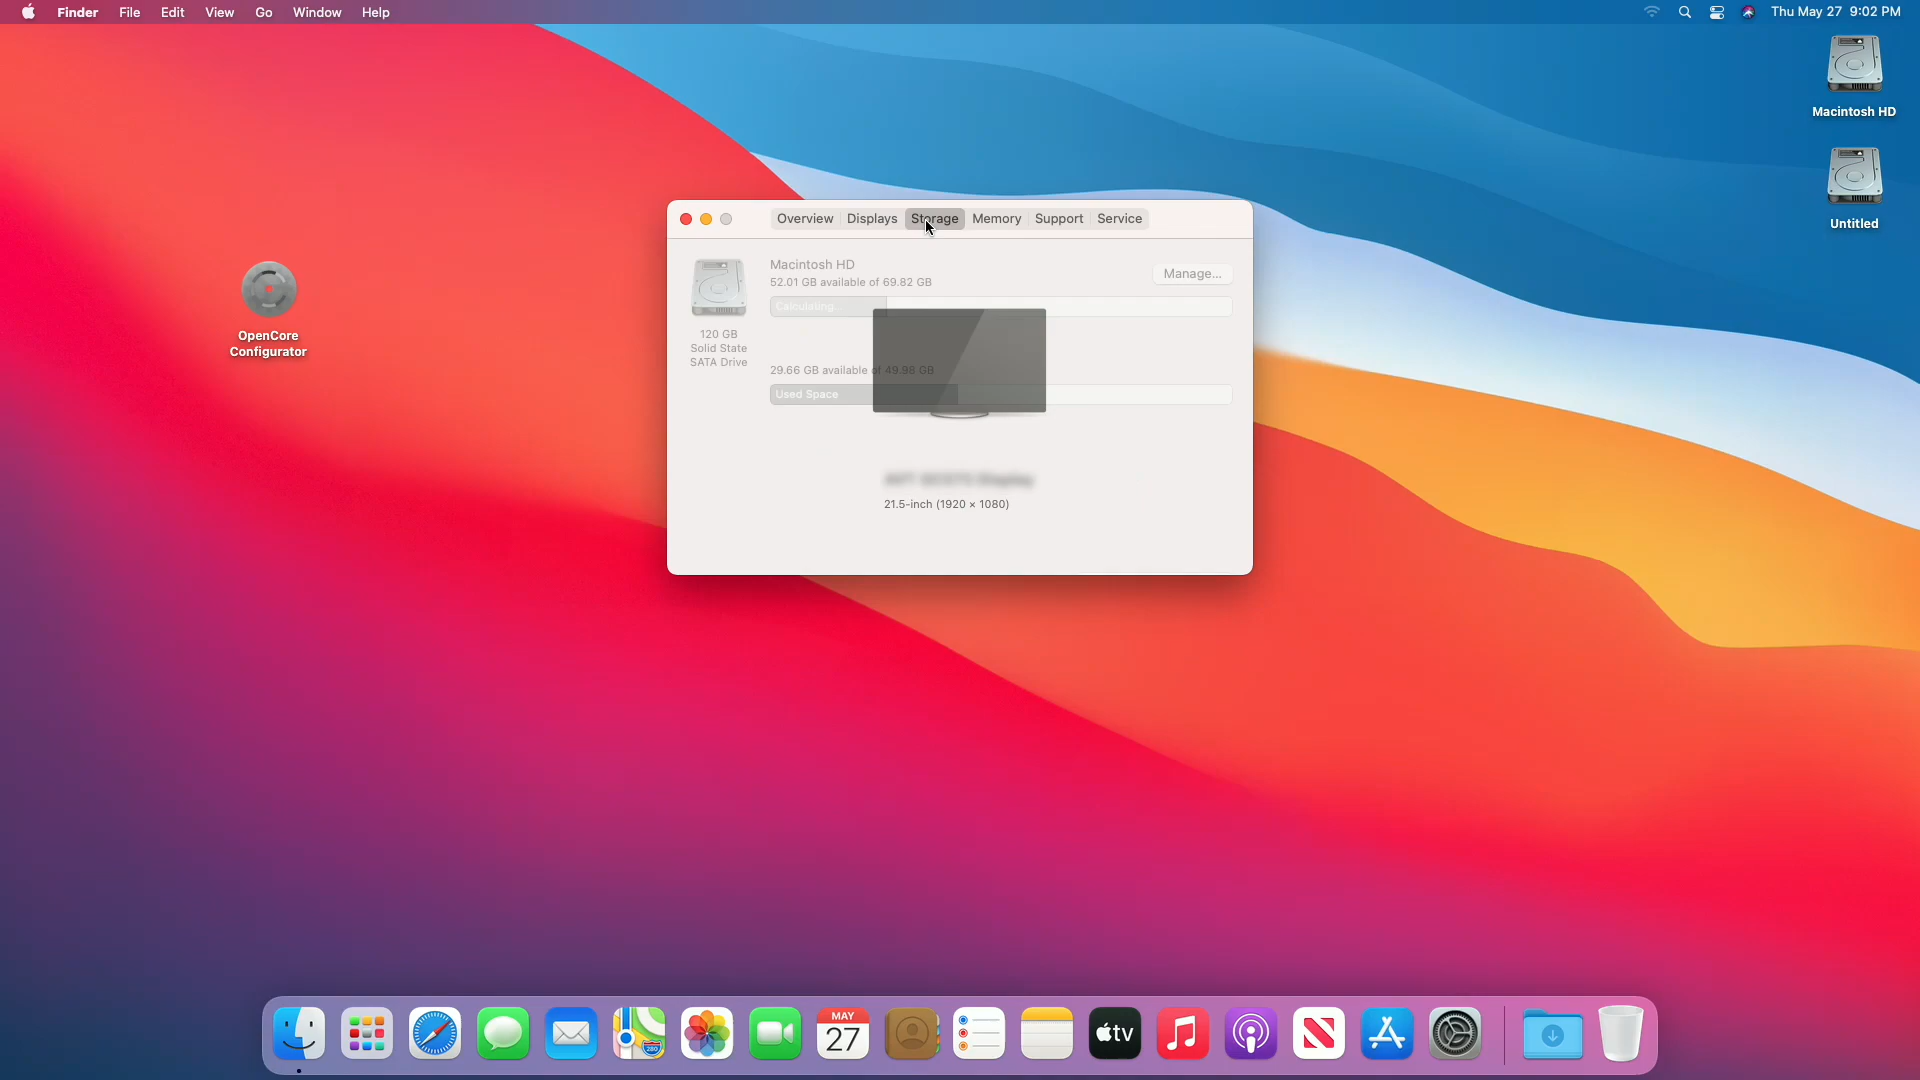 Finder File Edit View Go Window Help
Thu May 27 9:02 PM
Macintosh HD
Untitled
OpenCore
Configurator
Overview Displays Storage Memory Support Service
Macintosh HD
52.01 GB available of 69.82 GB
Manage...
Calculating...
120 GB
Solid State
SATA Drive
29.66 GB available of 49.98 GB
Used Space
Display
21.5-inch (1920 × 1080)
280
MAY
27
tv